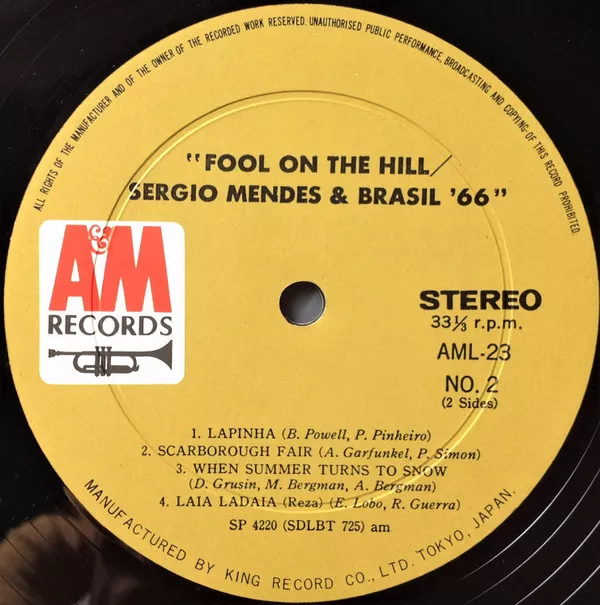 ALL RIGHTS OF THE MANUFACTURER AND OF THE OWNER OF THE RECORDED WORK RESERVED. UNAUTHORISED PUBLIC PERFORMANCE, BROADCASTING AND COPYING OF THIS RECORD PROHIBITED.
"FOOL ON THE HILL/
SERGIO MENDES & BRASIL '66"
A&M
RECORDS
STEREO
33⅓ r.p.m.
AML-23
NO. 2
(2 Sides)
1. LAPINHA (B. Powell, P. Pinheiro)
2. SCARBOROUGH FAIR (A. Garfunkel, P. Simon)
3. WHEN SUMMER TURNS TO SNOW
(D. Grusin, M. Bergman, A. Bergman)
4. LAIA LADAIA (Reza) (E. Lobo, R. Guerra)
SP 4220 (SDLBT 725) am
MANUFACTURED BY KING RECORD CO., LTD. TOKYO, JAPAN.